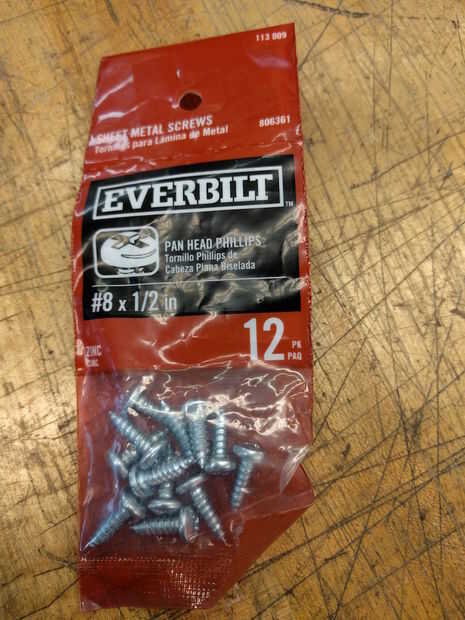 113 009
SHEET METAL SCREWS
806361
Tornillos para Lámina de Metal
EVERBILT™
PAN HEAD PHILLIPS
Tornillo Phillips de
Cabeza Plana Biselada
#8 x 1/2 in
12 PK
PAQ
ZINC